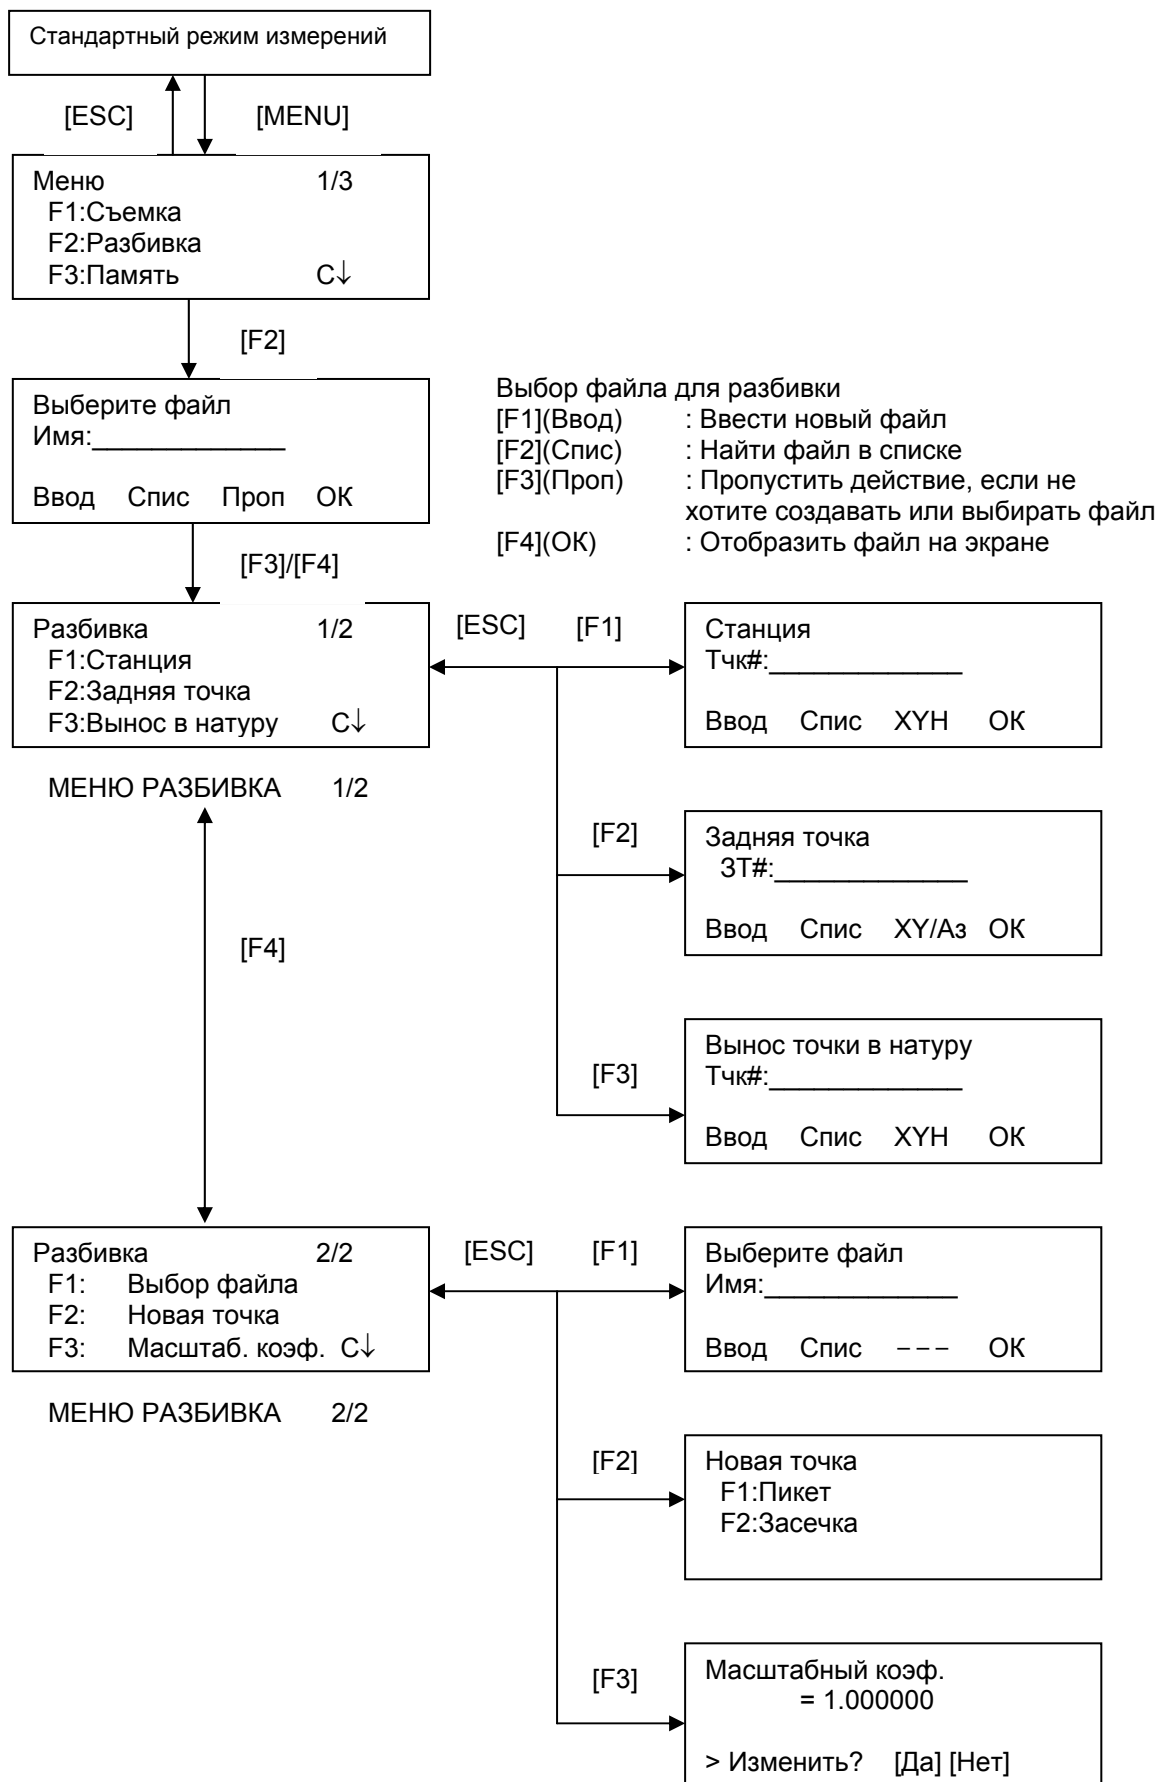 Стандартный режим измерений
[ESC] [MENU]
Меню 1/3
F1:Съемка
F2:Разбивка
F3:Память С↓
[F2]
Выберите файл
Имя:_____________
Ввод Спис Проп ОК
Выбор файла для разбивки
[F1](Ввод) : Ввести новый файл
[F2](Спис) : Найти файл в списке
[F3](Проп) : Пропустить действие, если не
хотите создавать или выбирать файл
[F4](ОК) : Отобразить файл на экране
[F3]/[F4]
Разбивка 1/2
F1:Станция
F2:Задняя точка
F3:Вынос в натуру С↓
МЕНЮ РАЗБИВКА 1/2
[ESC] [F1]
Станция
Тчк#:_____________
Ввод Спис XYH ОК
[F2]
Задняя точка
ЗТ#:_____________
Ввод Спис XY/Аз ОК
[F4]
[F3]
Вынос точки в натуру
Тчк#:_____________
Ввод Спис XYH ОК
Разбивка 2/2
F1: Выбор файла
F2: Новая точка
F3: Масштаб. коэф. С↓
МЕНЮ РАЗБИВКА 2/2
[ESC] [F1]
Выберите файл
Имя:_____________
Ввод Спис – – – ОК
[F2]
Новая точка
F1:Пикет
F2:Засечка
[F3]
Масштабный коэф.
= 1.000000
> Изменить? [Да] [Нет]